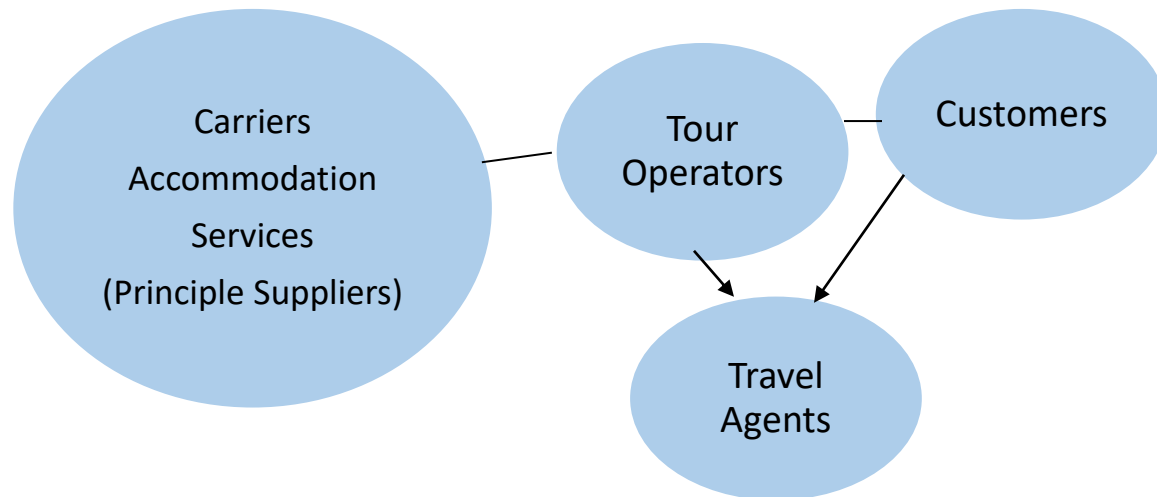 Carriers
Accommodation
Services
(Principle Suppliers)
Tour
Operators
Customers
Travel
Agents